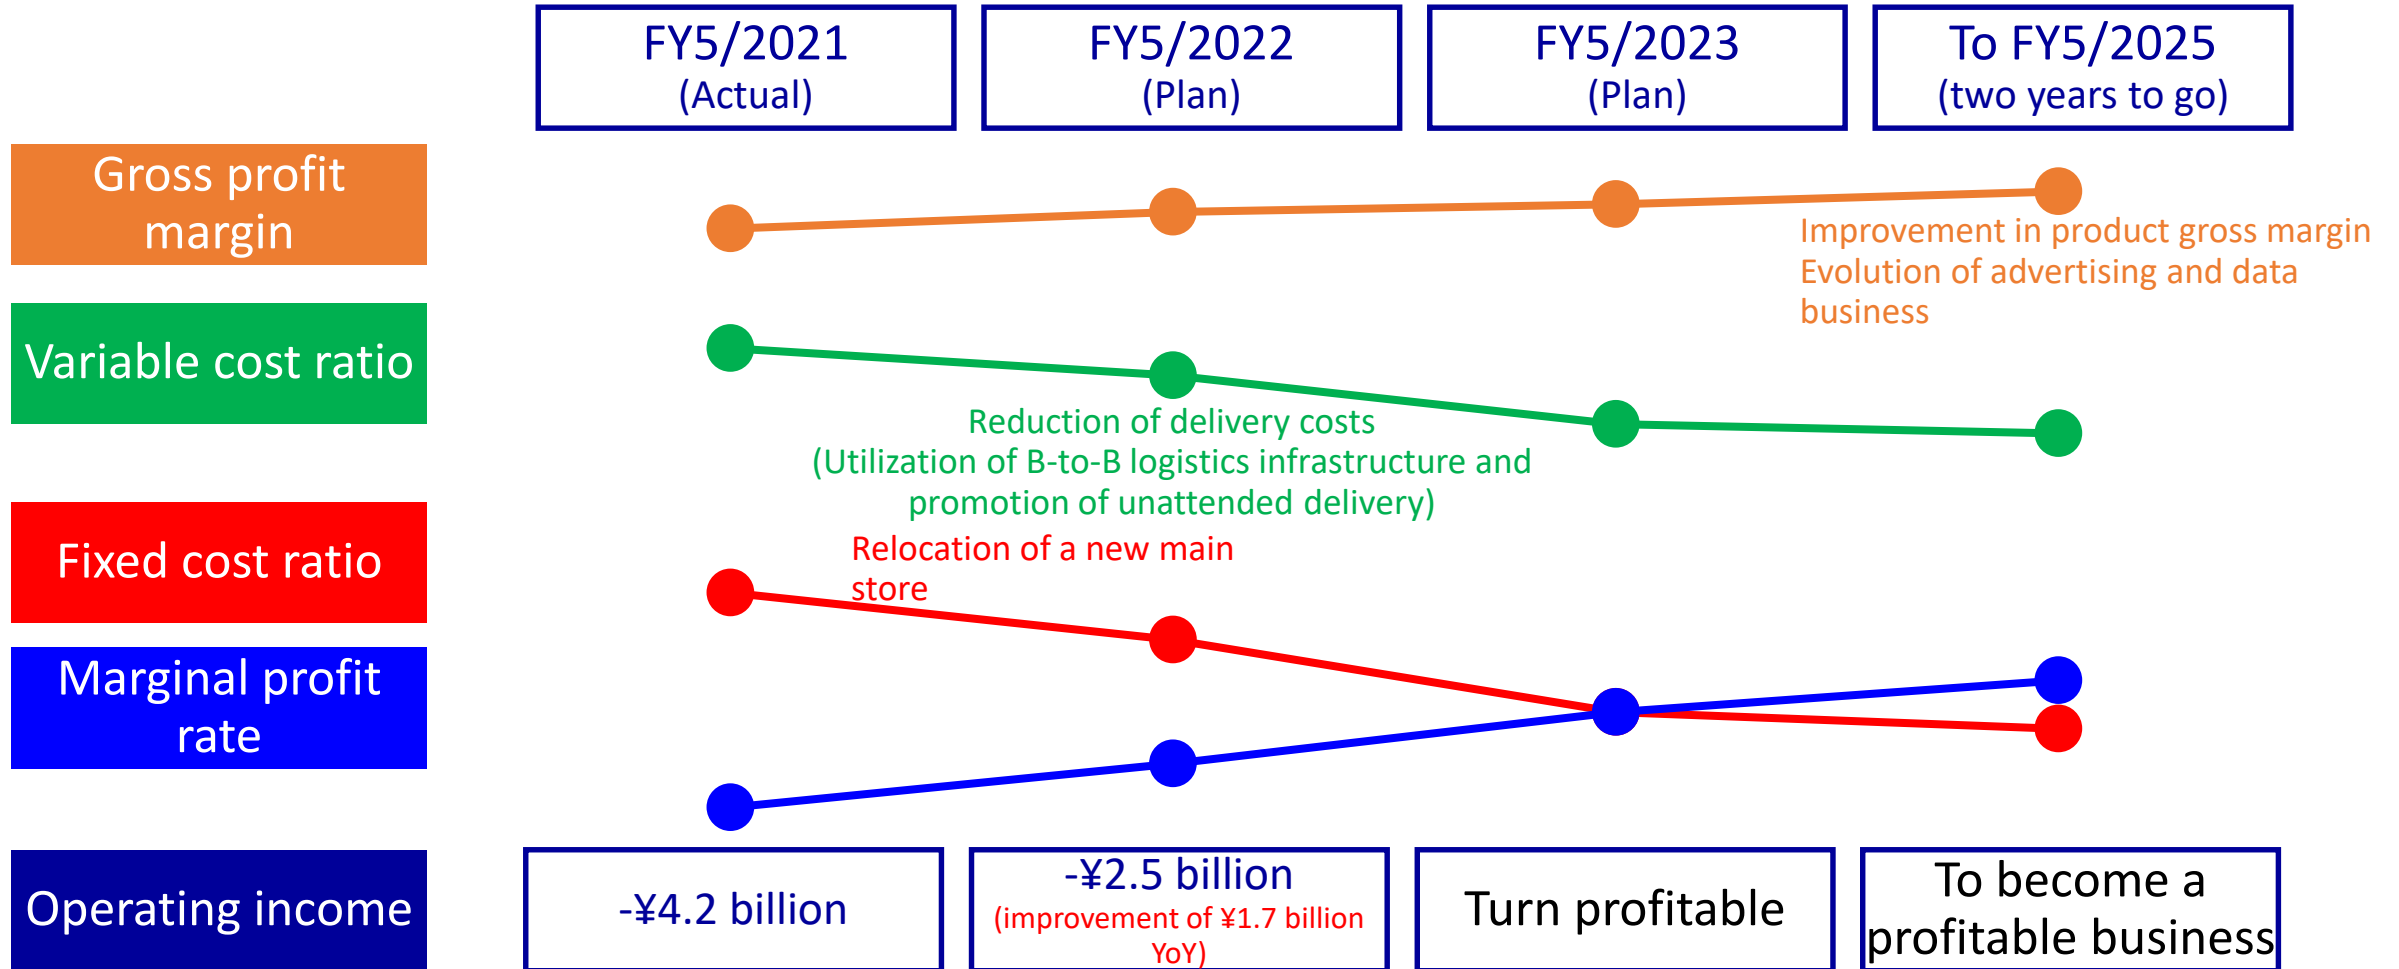 FY5/2021
(Actual)
FY5/2022
(Plan)
FY5/2023
(Plan)
To FY5/2025
(two years to go)
Gross profit
margin
Improvement in product gross margin
Evolution of advertising and data
business
Variable cost ratio
Reduction of delivery costs
(Utilization of B-to-B logistics infrastructure and
promotion of unattended delivery)
Fixed cost ratio
Relocation of a new main
store
Marginal profit
rate
Operating income
-¥4.2 billion
-¥2.5 billion
(improvement of ¥1.7 billion
YoY)
Turn profitable
To become a
profitable business